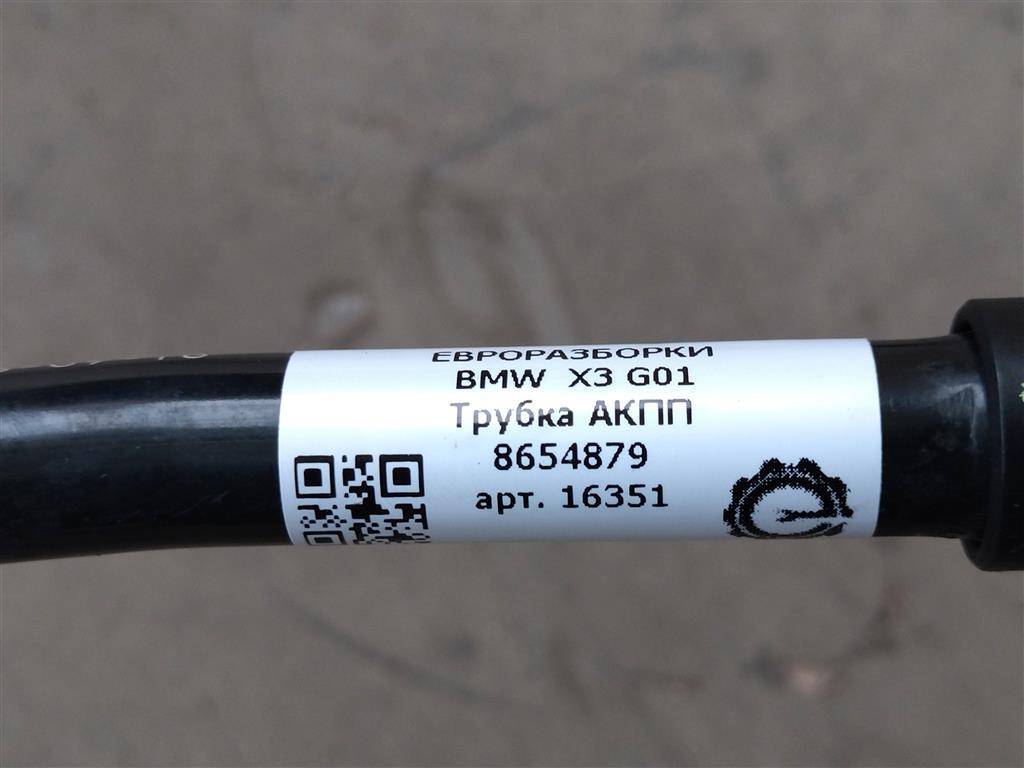 ЕВРОРАЗБОРКИ
BMW X3 G01
Трубка АКПП
8654879
арт. 16351